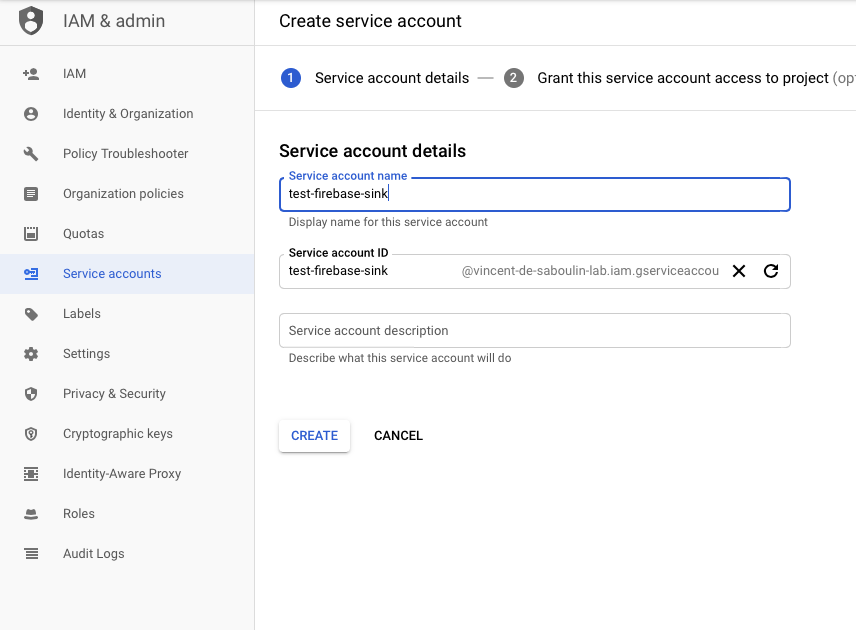 IAM & admin
IAM
Identity & Organization
Policy Troubleshooter
Organization policies
Quotas
Service accounts
Labels
Settings
Privacy & Security
Cryptographic keys
Identity-Aware Proxy
Roles
Audit Logs
Create service account
1 Service account details — 2 Grant this service account access to project (opt
Service account details
Service account name
test-firebase-sink
Display name for this service account
Service account ID
test-firebase-sink @vincent-de-saboulin-lab.iam.gserviceaccou
Service account description
Describe what this service account will do
CREATE CANCEL